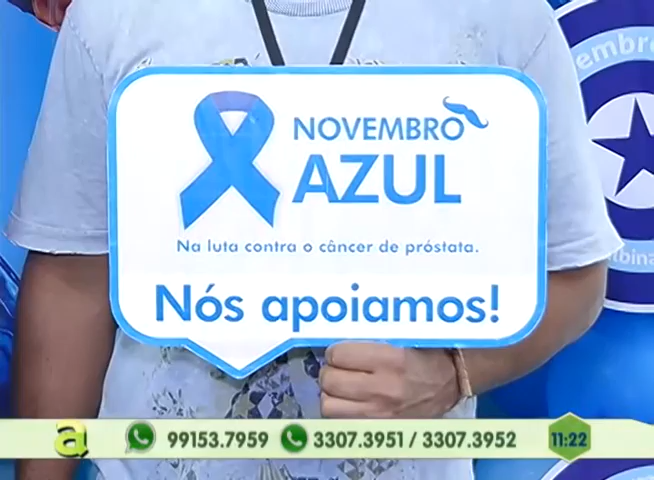 NOVEMBRO
AZUL
Na luta contra o câncer de próstata.
Nós apoiamos!
a 99153.7959 3307.3951 / 3307.3952 11:22